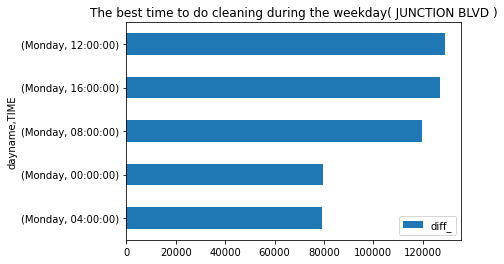 The best time to do cleaning during the weekday( JUNCTION BLVD )
dayname,TIME
(Monday, 12:00:00)
(Monday, 16:00:00)
(Monday, 08:00:00)
(Monday, 00:00:00)
(Monday, 04:00:00)
diff_
0 20000 40000 60000 80000 100000 120000